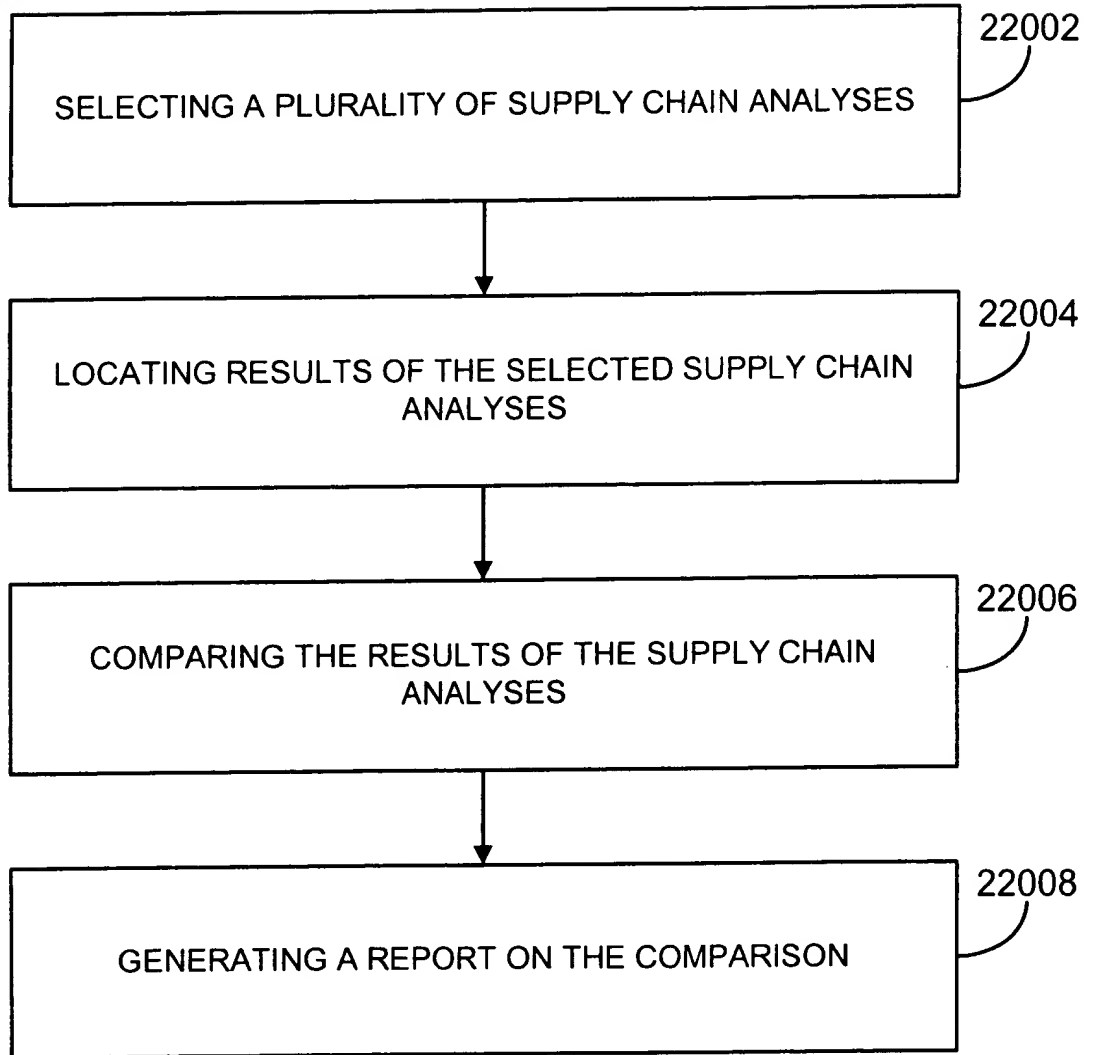 22002
SELECTING A PLURALITY OF SUPPLY CHAIN ANALYSES
22004
LOCATING RESULTS OF THE SELECTED SUPPLY CHAIN
ANALYSES
22006
COMPARING THE RESULTS OF THE SUPPLY CHAIN
ANALYSES
22008
GENERATING A REPORT ON THE COMPARISON